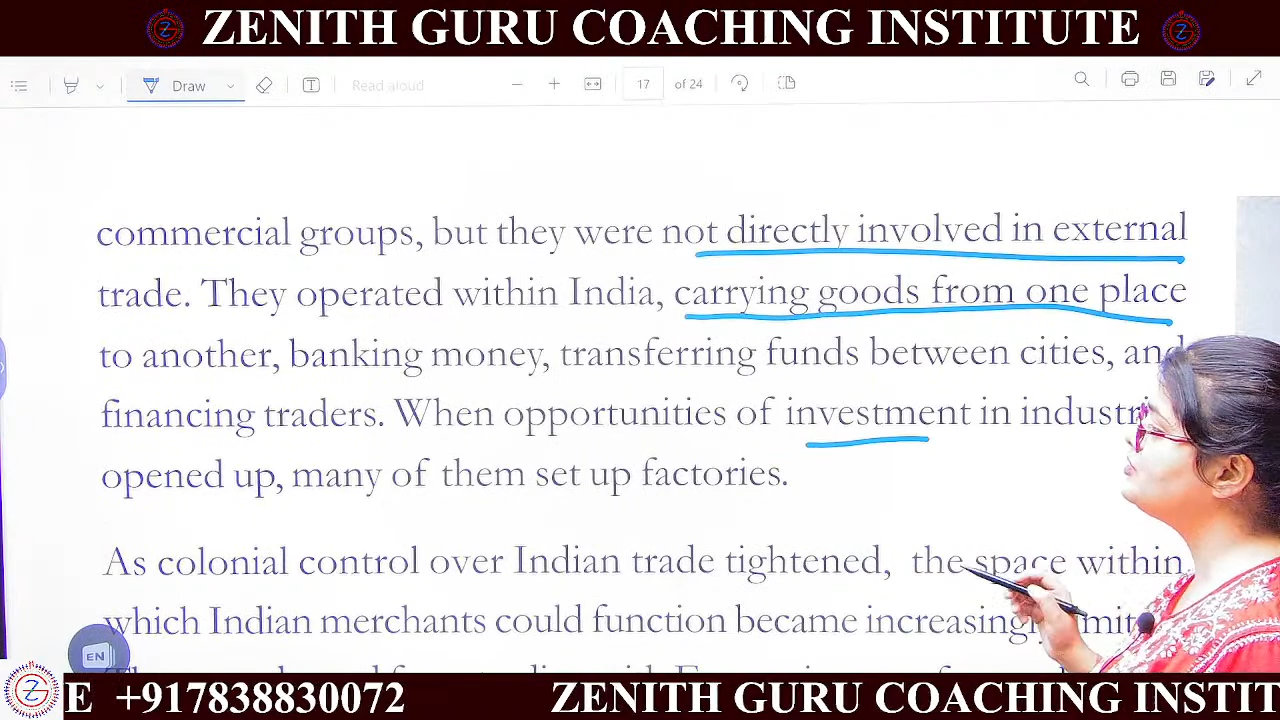 ZENITH GURU COACHING INSTITUTE
Draw
Read aloud
17
of 24
commercial groups, but they were not directly involved in external
trade. They operated within India, carrying goods from one place
to another, banking money, transferring funds between cities, and
financing traders. When opportunities of investment in
opened up, many of them set up factories.
As colonial control over Indian trade tightened, the space within
which Indian merchants could function became increasingly
EN
E +917838830072 ZENITH GURU COACHING INSTIT